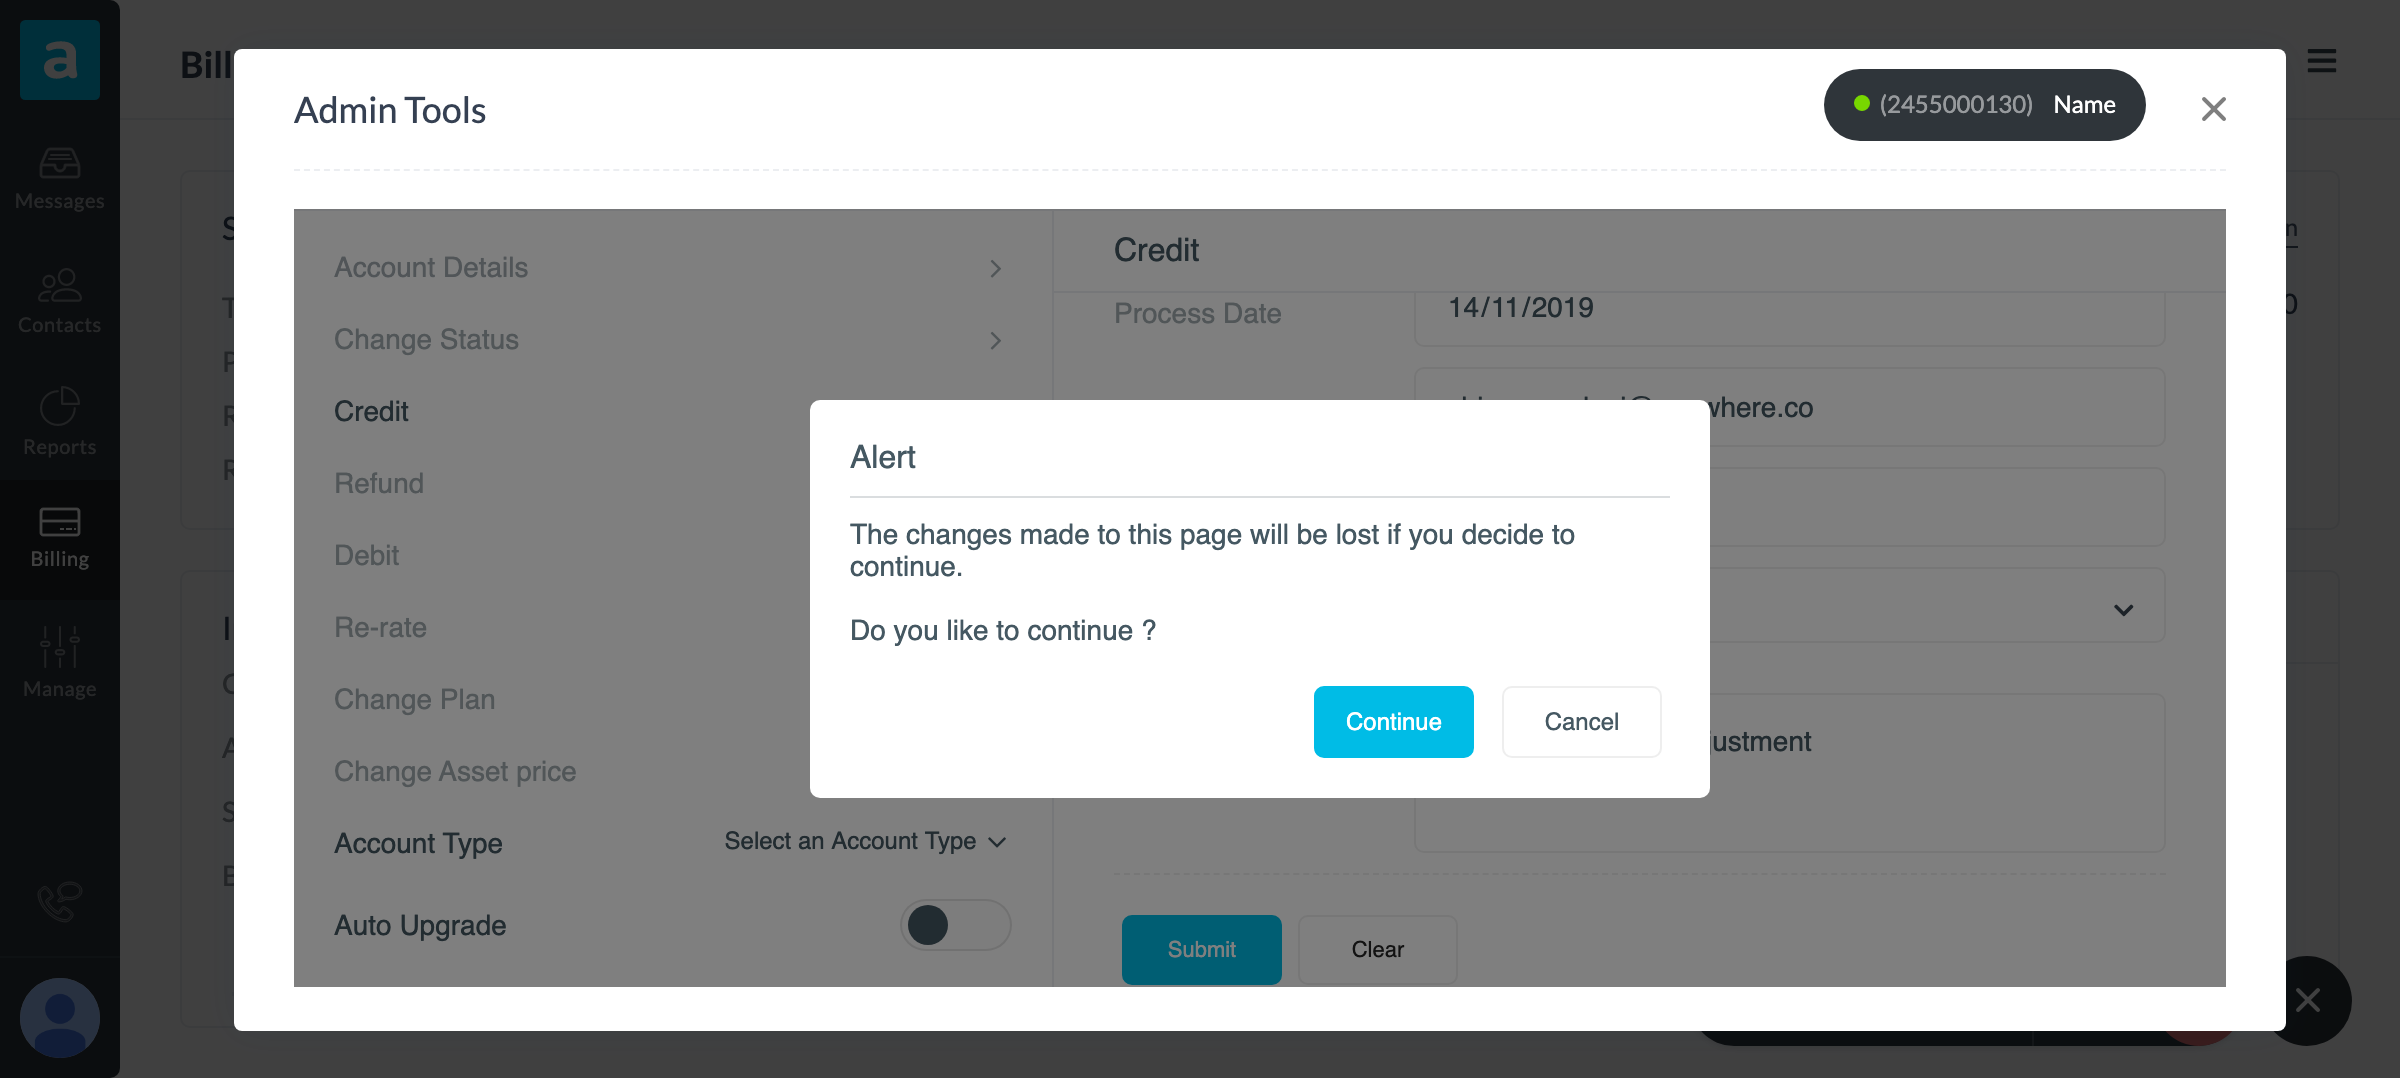 a
Messages
Contacts
Reports
Billing
Manage
Bill
Admin Tools
(2455000130) Name
Account Details
Change Status
Credit
Refund
Debit
Re-rate
Change Plan
Change Asset price
Account Type
Select an Account Type
Auto Upgrade
Credit
Process Date
14/11/2019
where.co
ustment
Submit
Clear
Alert
The changes made to this page will be lost if you decide to
continue.
Do you like to continue ?
Continue
Cancel